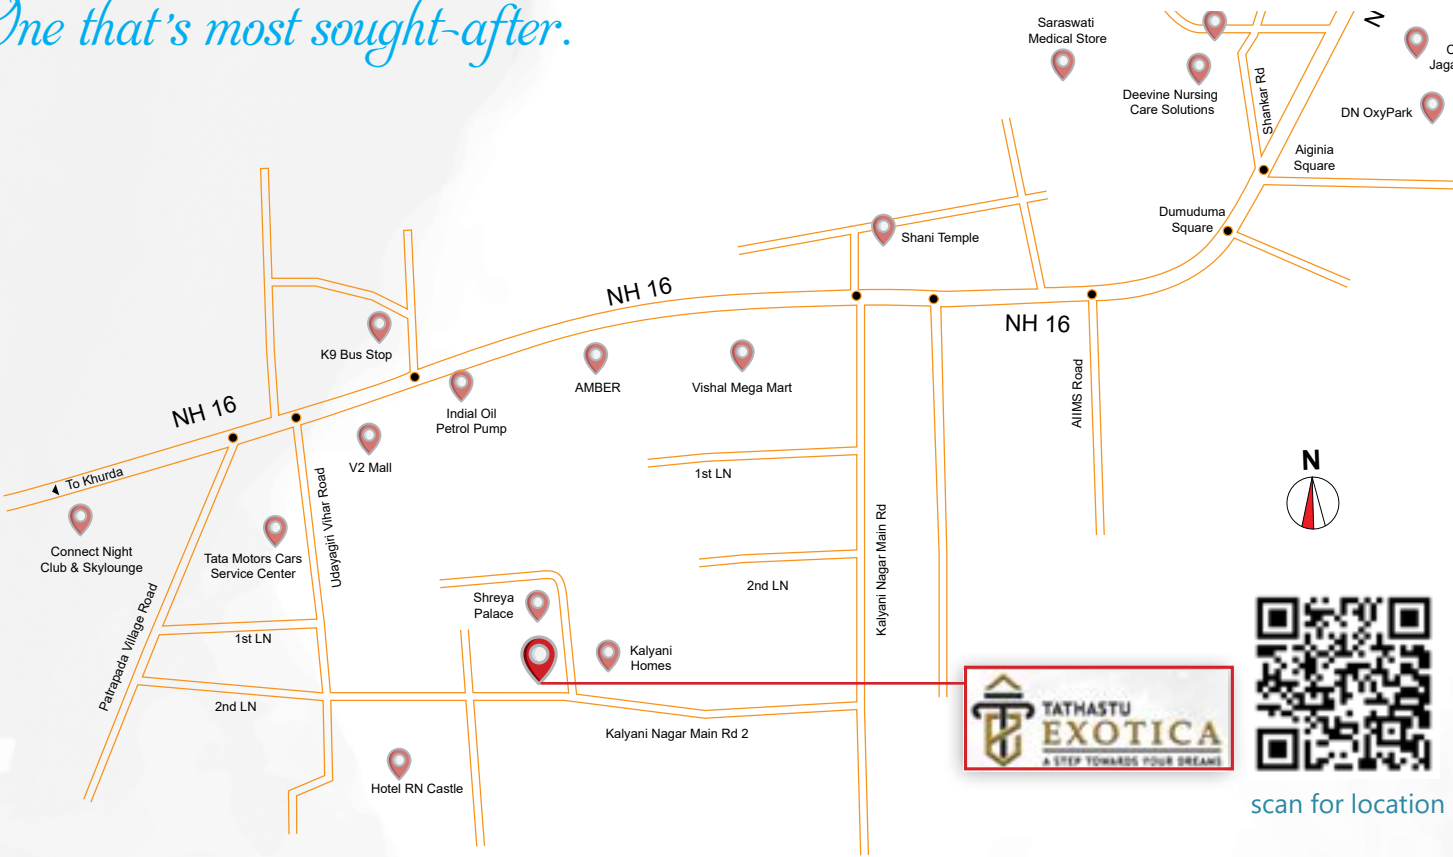 One that's most sought-after.
Saraswati
Medical Store
Deevine Nursing
Care Solutions
Shankar Rd
N
DN OxyPark
Aiginia
Square
Dumuduma
Square
Shani Temple
NH 16
NH 16
K9 Bus Stop
AMBER
Vishal Mega Mart
AIIMS Road
NH 16
Indial Oil
Petrol Pump
V2 Mall
To Khurda
1st LN
N
Connect Night
Club & Skylounge
Tata Motors Cars
Service Center
Udayagiri Vihar Road
Kalyani Nagar Main Rd
2nd LN
Shreya
Palace
Patrapada Village Road
1st LN
Kalyani
Homes
2nd LN
Kalyani Nagar Main Rd 2
TATHASTU
EXOTICA
A STEP TOWARDS YOUR DREAMS
Hotel RN Castle
scan for location